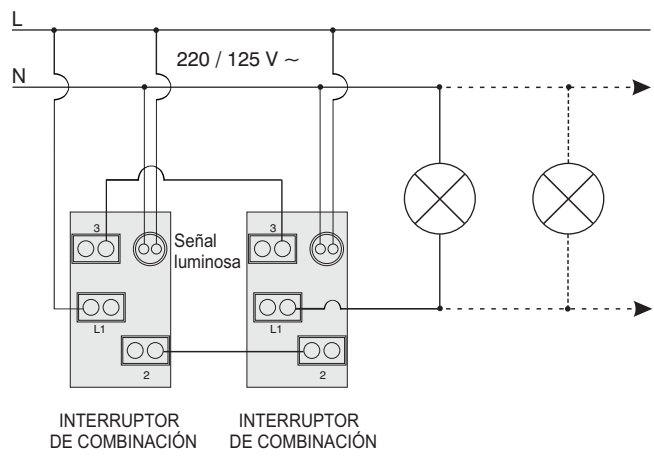 L
220 / 125 V ~
N
3
Señal
luminosa
3
L1
L1
2
2
INTERRUPTOR
DE COMBINACIÓN
INTERRUPTOR
DE COMBINACIÓN